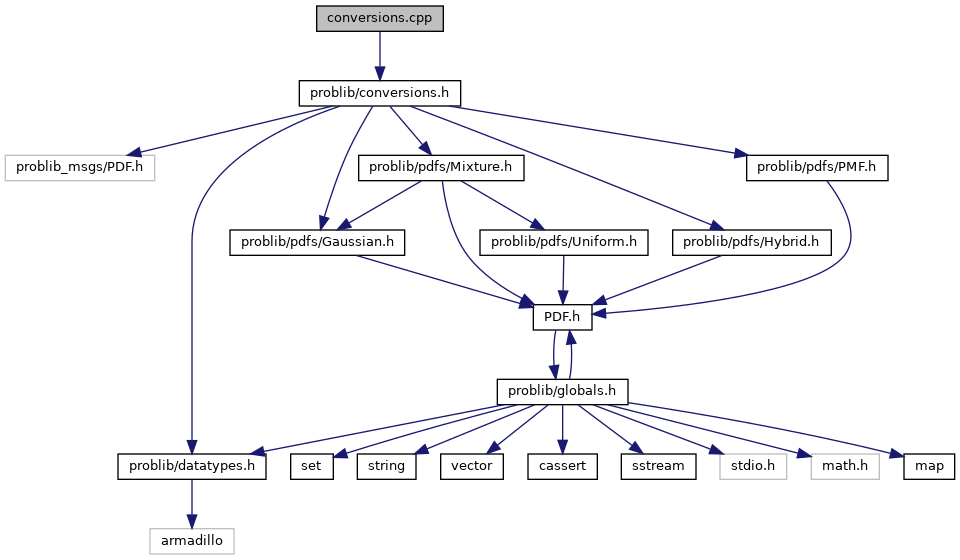 conversions.cpp
problib/conversions.h
problib_msgs/PDF.h
problib/pdfs/Mixture.h
problib/pdfs/PMF.h
problib/pdfs/Gaussian.h
problib/pdfs/Uniform.h
problib/pdfs/Hybrid.h
PDF.h
problib/globals.h
problib/datatypes.h
set
string
vector
cassert
sstream
stdio.h
math.h
map
armadillo